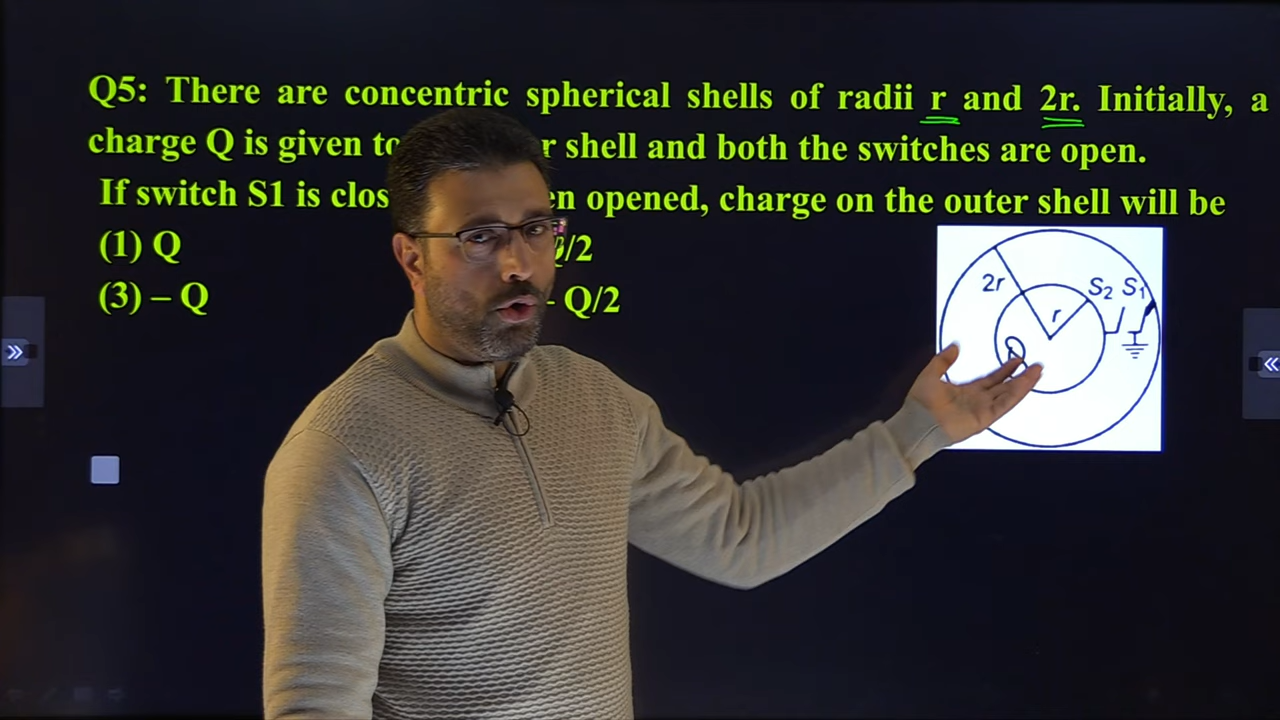 Q5: There are concentric spherical shells of radii r and 2r. Initially, a
charge Q is given to r shell and both the switches are open.
If switch S1 is clos n opened, charge on the outer shell will be
(1) Q /2
(3) – Q - Q/2
2r r S₂ S₁
Q